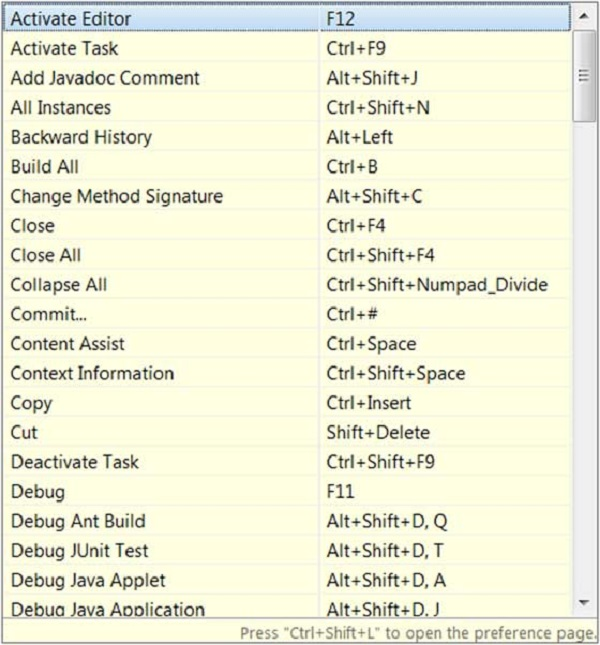 Activate Editor F12
Activate Task Ctrl+F9
Add Javadoc Comment Alt+Shift+J
All Instances Ctrl+Shift+N
Backward History Alt+Left
Build All Ctrl+B
Change Method Signature Alt+Shift+C
Close Ctrl+F4
Close All Ctrl+Shift+F4
Collapse All Ctrl+Shift+Numpad_Divide
Commit... Ctrl+#
Content Assist Ctrl+Space
Context Information Ctrl+Shift+Space
Copy Ctrl+Insert
Cut Shift+Delete
Deactivate Task Ctrl+Shift+F9
Debug F11
Debug Ant Build Alt+Shift+D, Q
Debug JUnit Test Alt+Shift+D, T
Debug Java Applet Alt+Shift+D, A
Debug Java Application Alt+Shift+D, J
Press "Ctrl+Shift+L" to open the preference page.